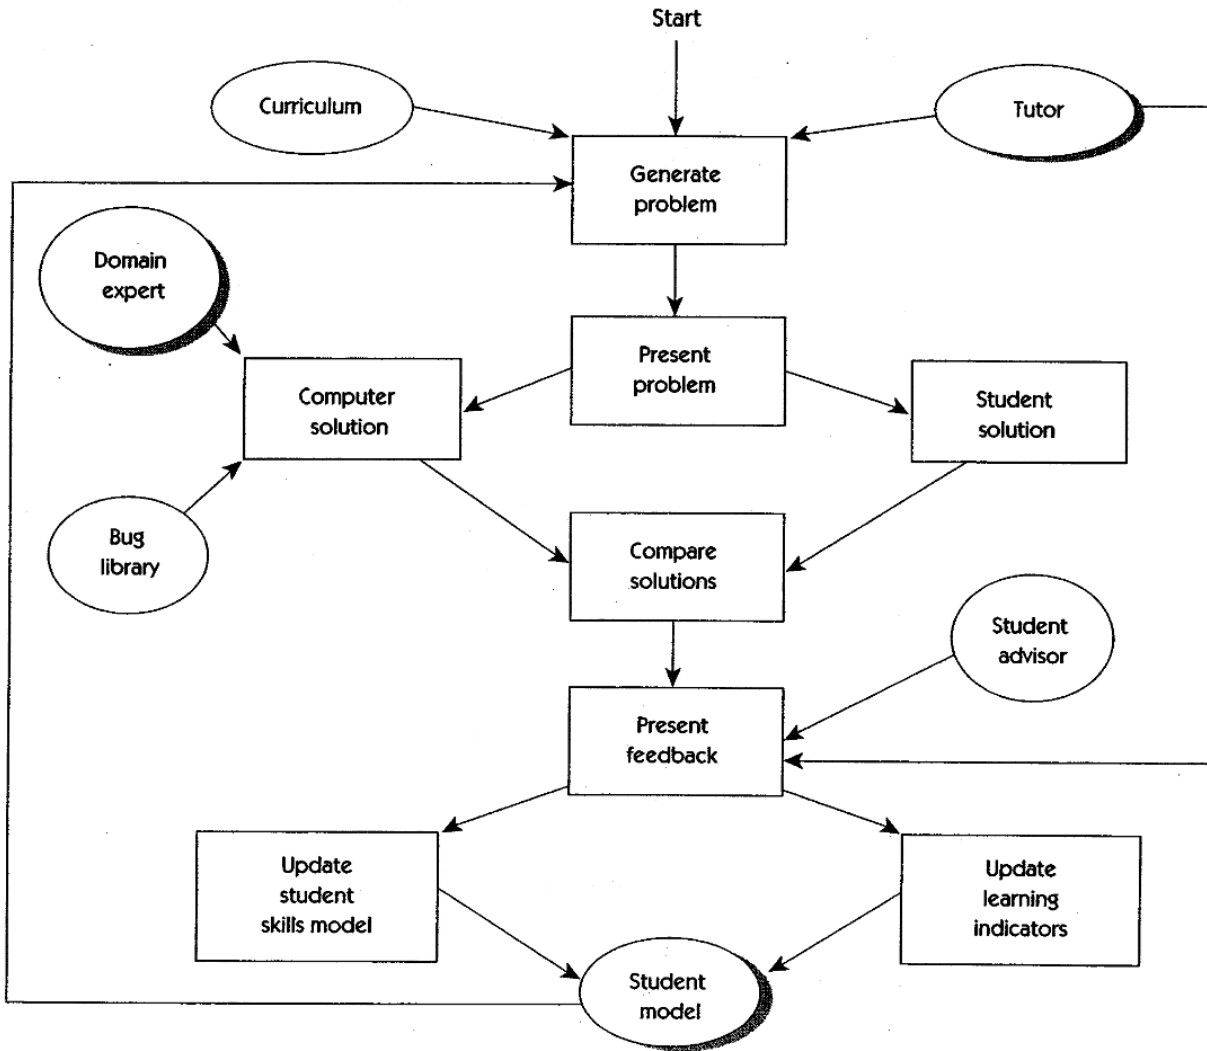 Start
Curriculum
Tutor
Generate
problem
Domain
expert
Present
problem
Computer
solution
Student
solution
Bug
library
Compare
solutions
Student
advisor
Present
feedback
Update
student
skills model
Update
learning
indicators
Student
model